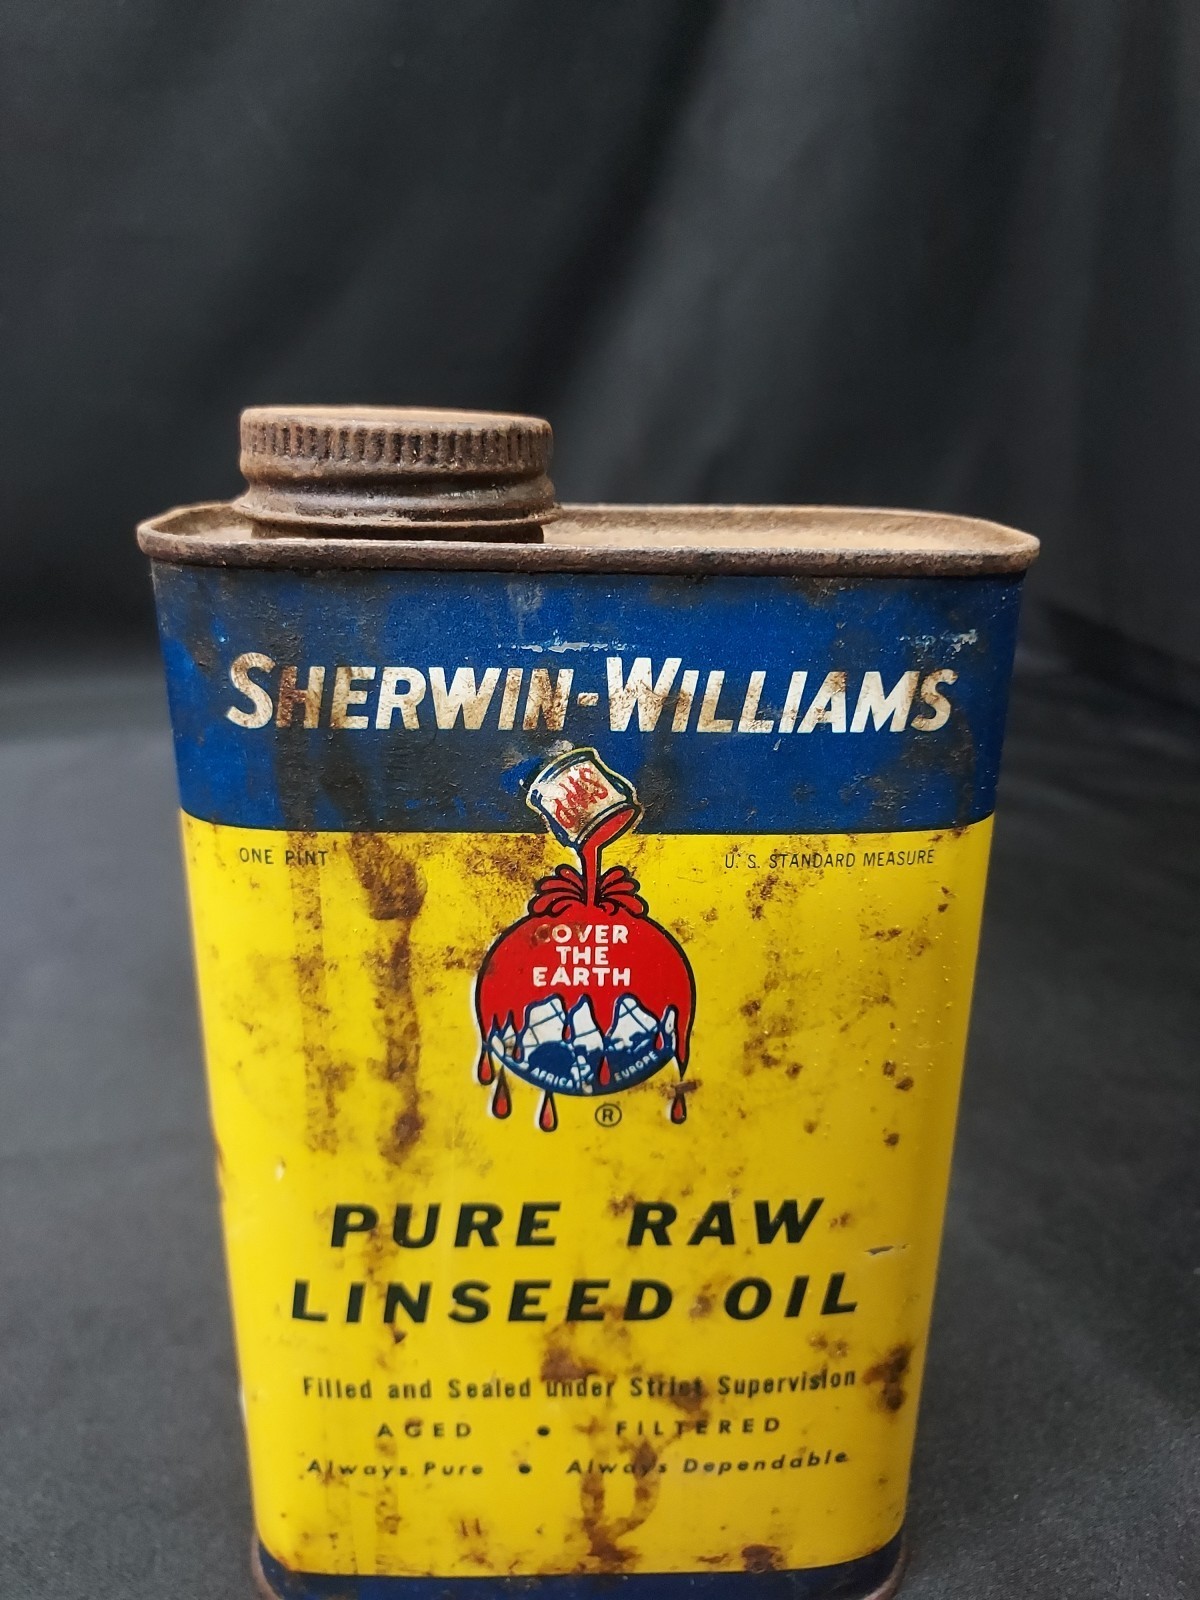 SHERWIN-WILLIAMS
SWP
ONE PINT
U.S. STANDARD MEASURE
COVER
THE
EARTH
AFRICA
EUROPE
®
PURE RAW
LINSEED OIL
Filled and Sealed under Strict Supervision
AGED • FILTERED
Always Pure • Always Dependable